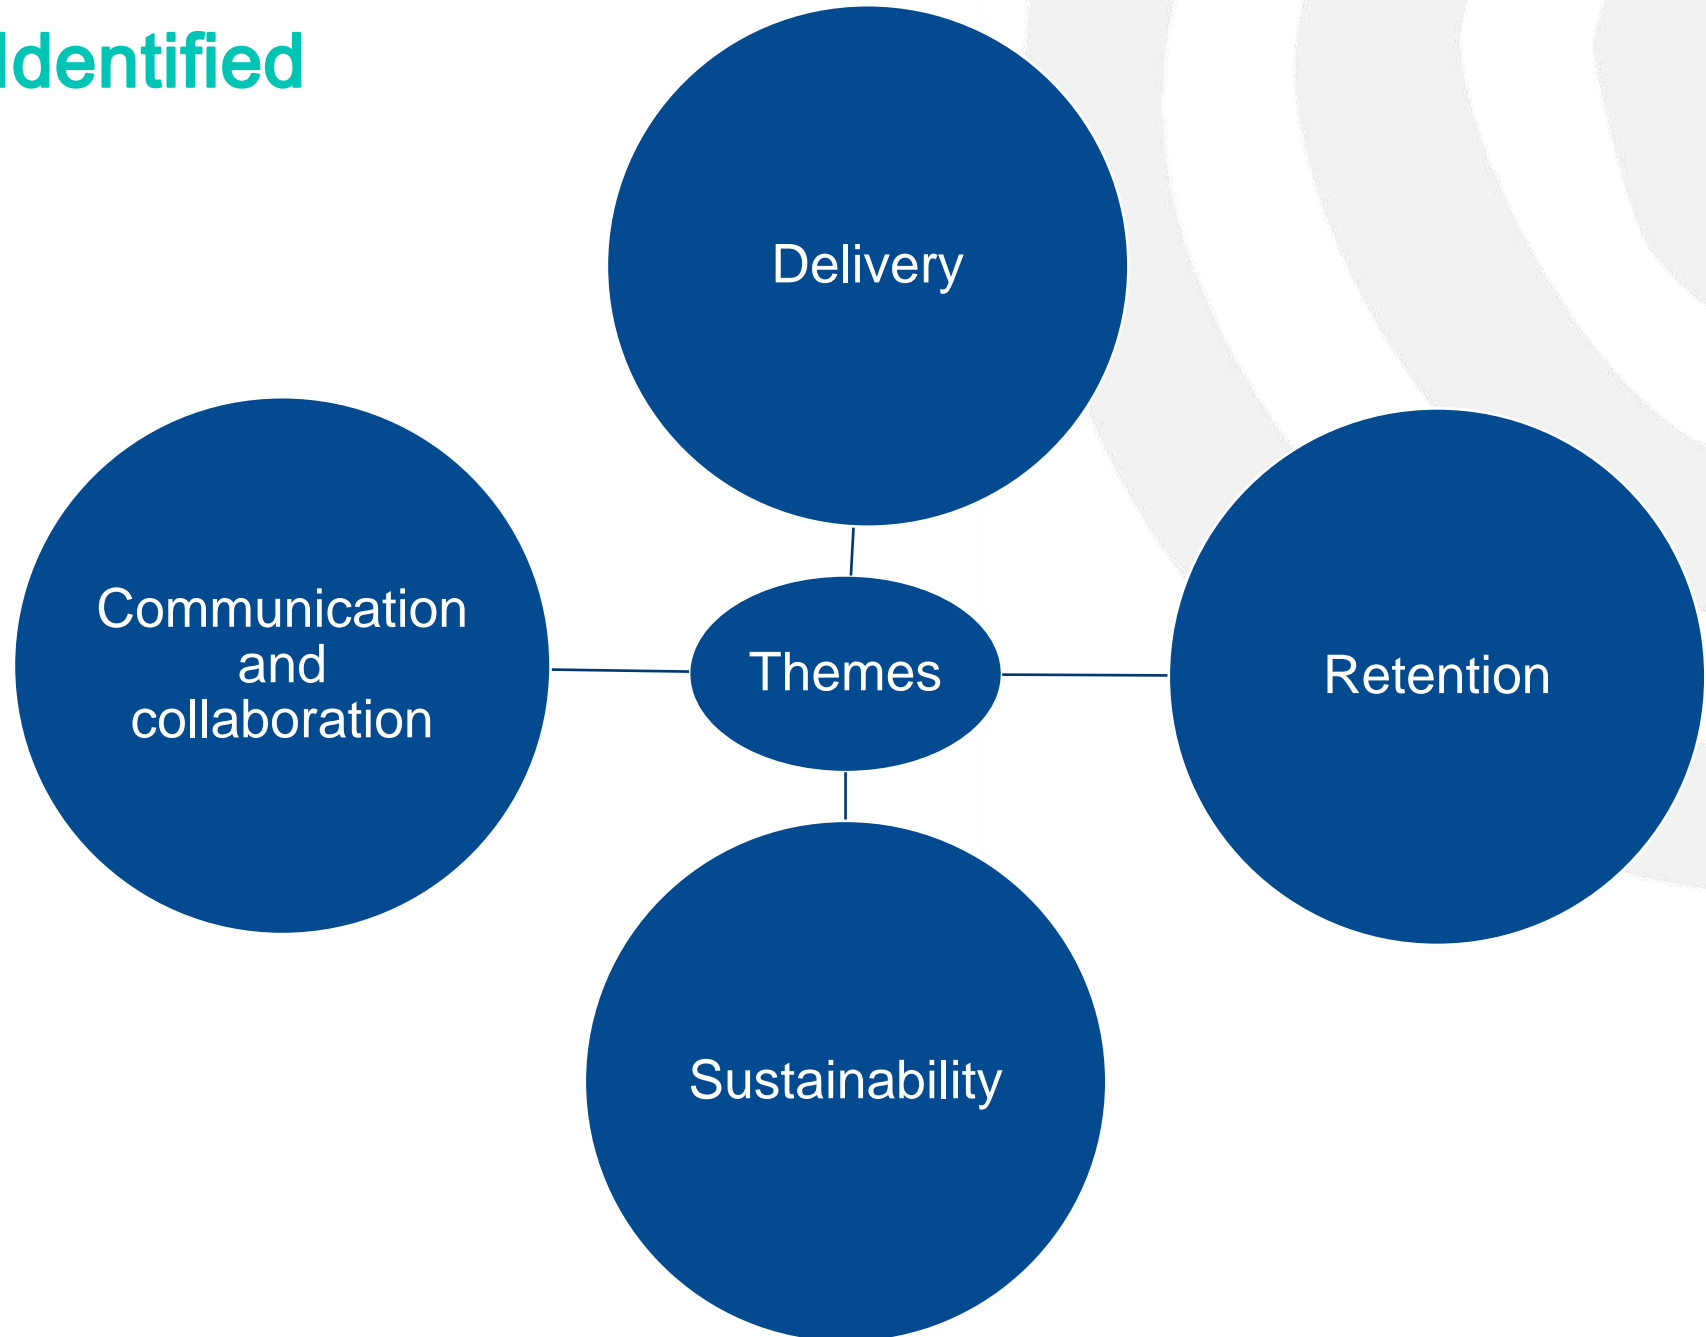 Identified
Delivery
Communication
and
collaboration
Themes
Retention
Sustainability